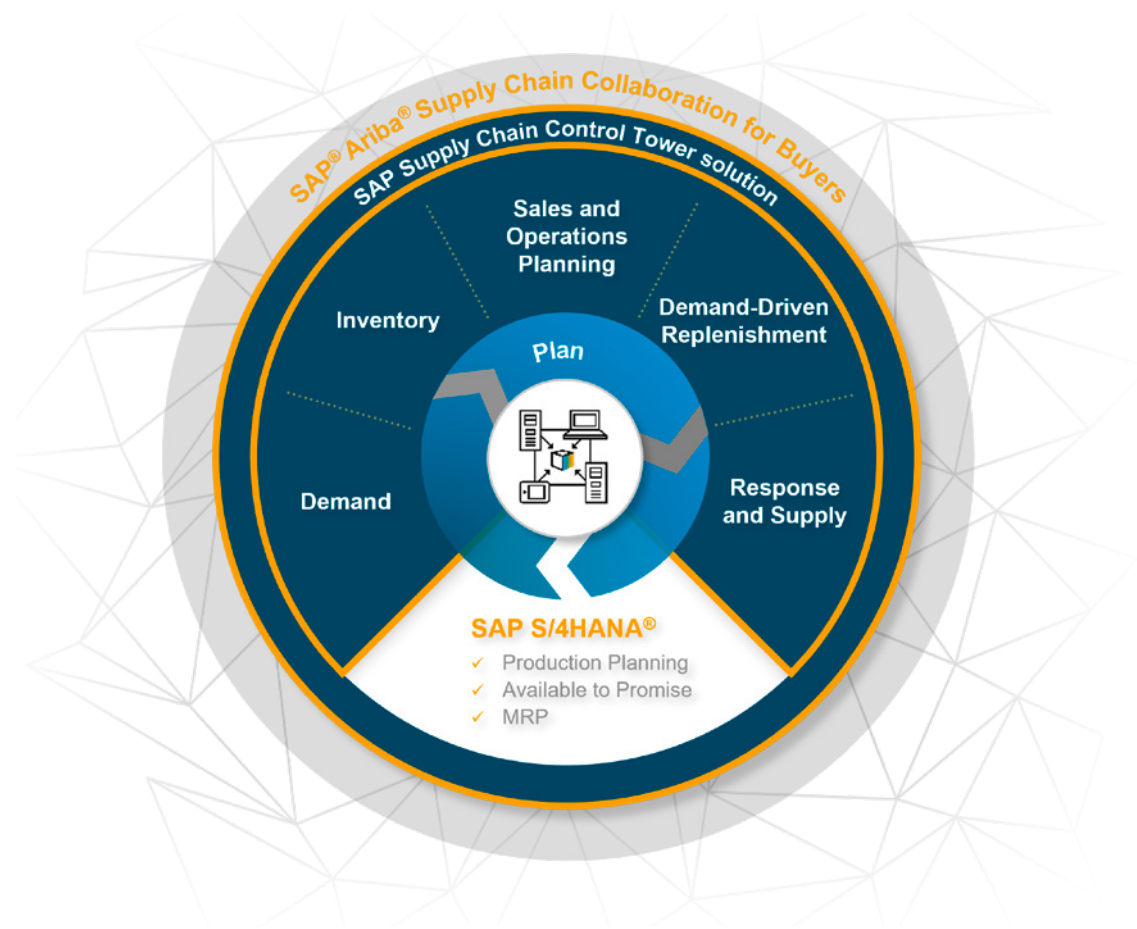 SAP® Ariba® Supply Chain Collaboration for Buyers
SAP Supply Chain Control Tower solution
Sales and
Operations
Planning
Inventory
Demand-Driven
Replenishment
Plan
Demand
Response
and Supply
SAP S/4HANA®
✓ Production Planning
✓ Available to Promise
✓ MRP